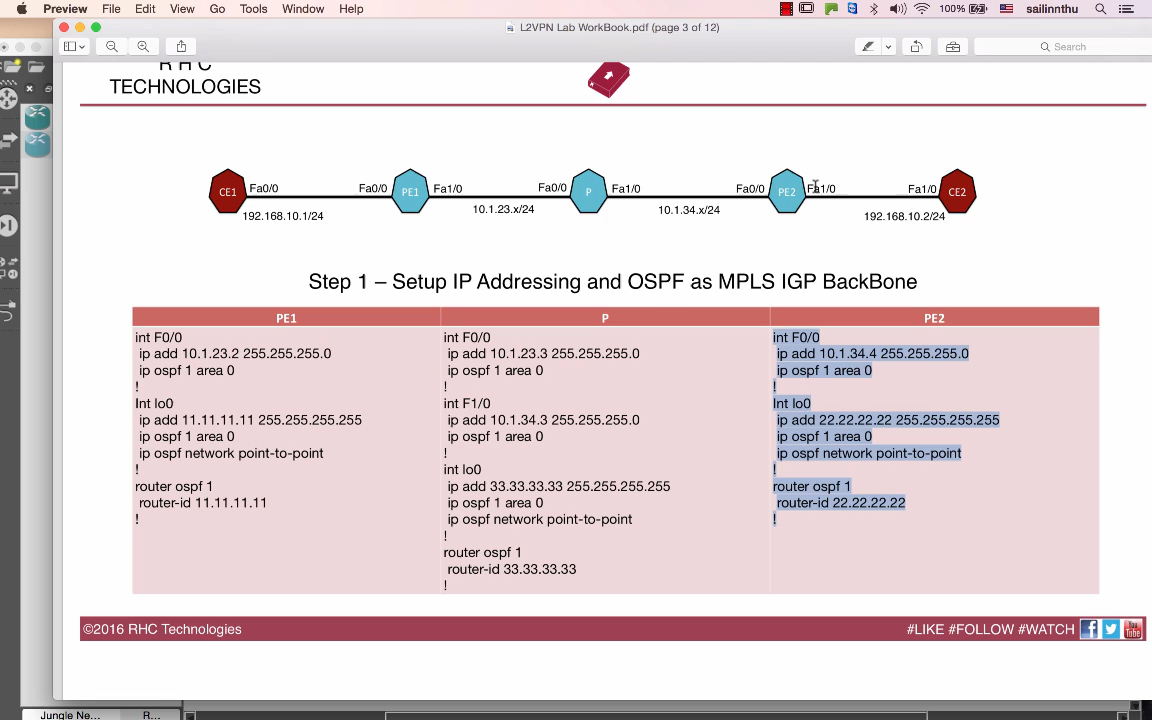 Preview File Edit View Go Tools Window Help 100% sailinnthu
L2VPN Lab WorkBook.pdf (page 3 of 12)
Search
RHC
TECHNOLOGIES
CE1 Fa0/0 Fa0/0 PE1 Fa1/0 Fa0/0 P Fa1/0 Fa0/0 PE2 Fa1/0 Fa1/0 CE2
192.168.10.1/24 10.1.23.x/24 10.1.34.x/24 192.168.10.2/24
Step 1 – Setup IP Addressing and OSPF as MPLS IGP BackBone
PE1
int F0/0
ip add 10.1.23.2 255.255.255.0
ip ospf 1 area 0
!
Int lo0
ip add 11.11.11.11 255.255.255.255
ip ospf 1 area 0
ip ospf network point-to-point
!
router ospf 1
router-id 11.11.11.11
!
P
int F0/0
ip add 10.1.23.3 255.255.255.0
ip ospf 1 area 0
!
int F1/0
ip add 10.1.34.3 255.255.255.0
ip ospf 1 area 0
!
int lo0
ip add 33.33.33.33 255.255.255.255
ip ospf 1 area 0
ip ospf network point-to-point
!
router ospf 1
router-id 33.33.33.33
!
PE2
int F0/0
ip add 10.1.34.4 255.255.255.0
ip ospf 1 area 0
!
Int lo0
ip add 22.22.22.22 255.255.255.255
ip ospf 1 area 0
ip ospf network point-to-point
!
router ospf 1
router-id 22.22.22.22
!
©2016 RHC Technologies #LIKE #FOLLOW #WATCH
You Tube
Jungle Ne... R...